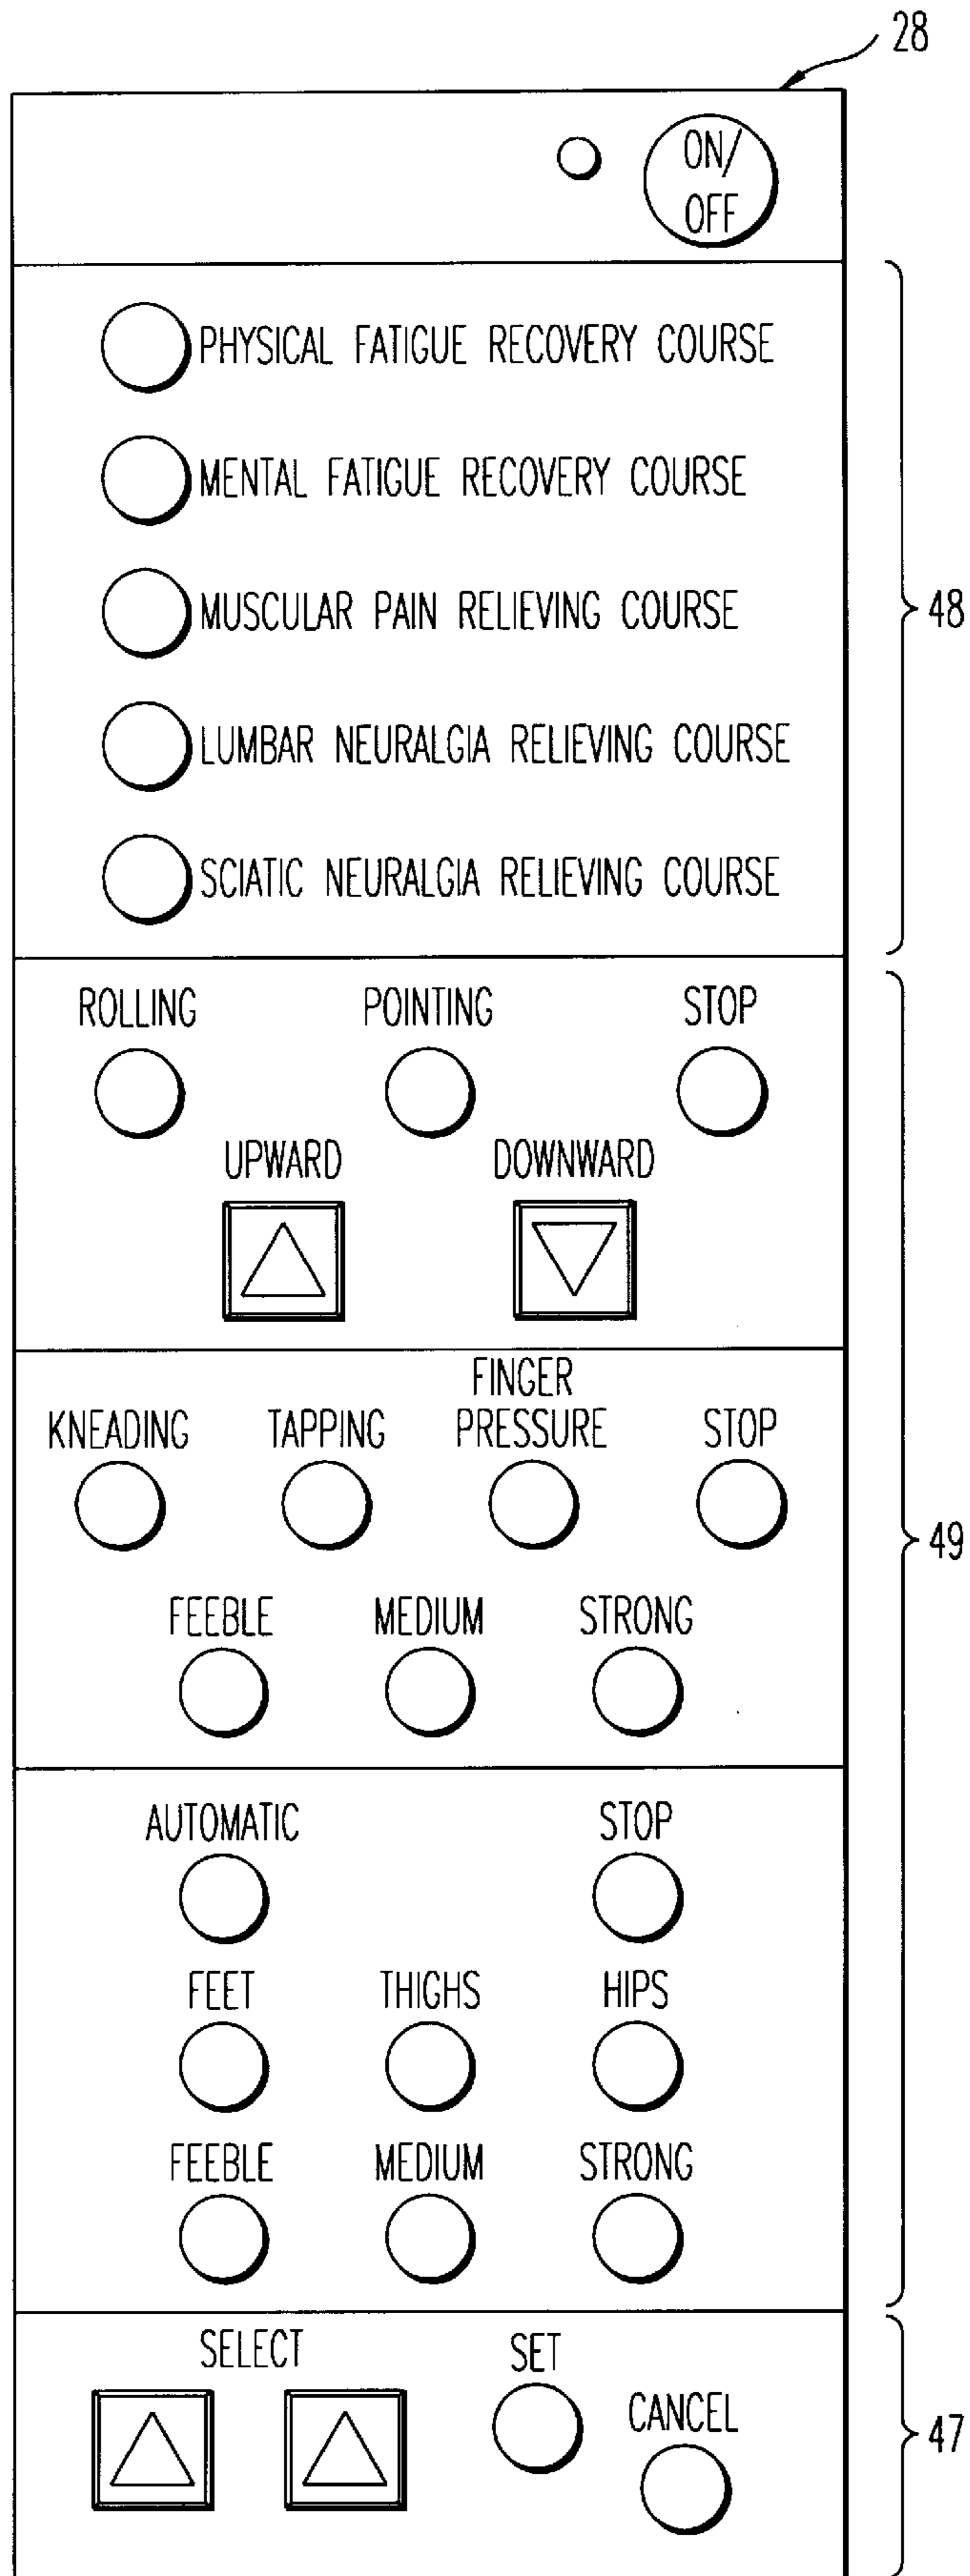 28
ON/
OFF
PHYSICAL FATIGUE RECOVERY COURSE
MENTAL FATIGUE RECOVERY COURSE
MUSCULAR PAIN RELIEVING COURSE
48
LUMBAR NEURALGIA RELIEVING COURSE
SCIATIC NEURALGIA RELIEVING COURSE
ROLLING POINTING STOP
UPWARD DOWNWARD
FINGER
KNEADING TAPPING PRESSURE STOP
49
FEEBLE MEDIUM STRONG
AUTOMATIC STOP
FEET THIGHS HIPS
FEEBLE MEDIUM STRONG
SELECT SET
CANCEL
47